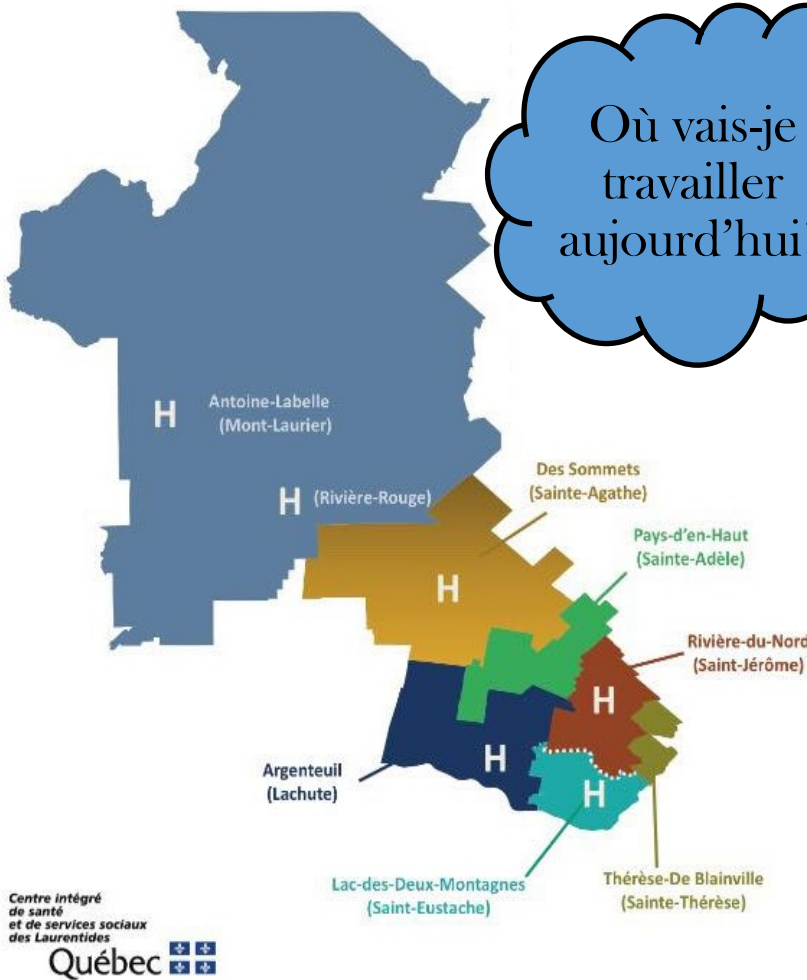 Où vais-je
travailler
aujourd'hui
H
Antoine-Labelle
(Mont-Laurier)
H
(Rivière-Rouge)
Des Sommets
(Sainte-Agathe)
H
Pays-d'en-Haut
(Sainte-Adèle)
Rivière-du-Nord
(Saint-Jérôme)
H
Argenteuil
(Lachute)
H
H
Lac-des-Deux-Montagnes
(Saint-Eustache)
Thérèse-De Blainville
(Sainte-Thérèse)
Centre intégré
de santé
et de services sociaux
des Laurentides
Québec